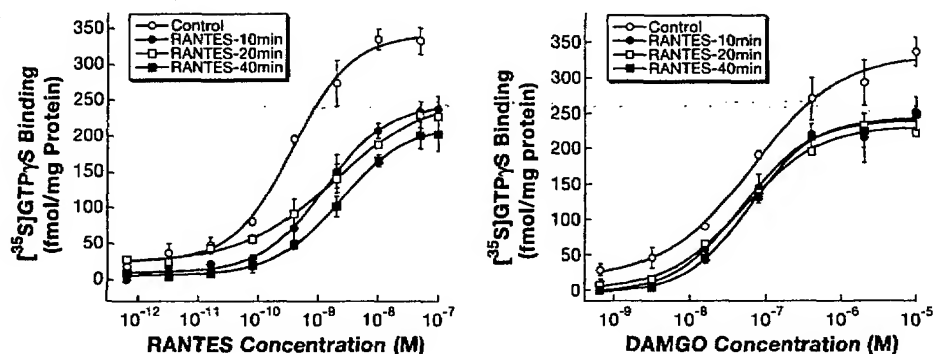 Control
RANTES-10min
RANTES-20min
RANTES-40min
350
300
250
200
150
100
50
0
[³⁵S]GTPγS Binding
(fmol/mg Protein)
10⁻¹² 10⁻¹¹ 10⁻¹⁰ 10⁻⁹ 10⁻⁸ 10⁻⁷
RANTES Concentration (M)
Control
RANTES-10min
RANTES-20min
RANTES-40min
350
300
250
200
150
100
50
0
[³⁵S]GTPγS Binding
(fmol/mg protein)
10⁻⁹ 10⁻⁸ 10⁻⁷ 10⁻⁶ 10⁻⁵
DAMGO Concentration (M)